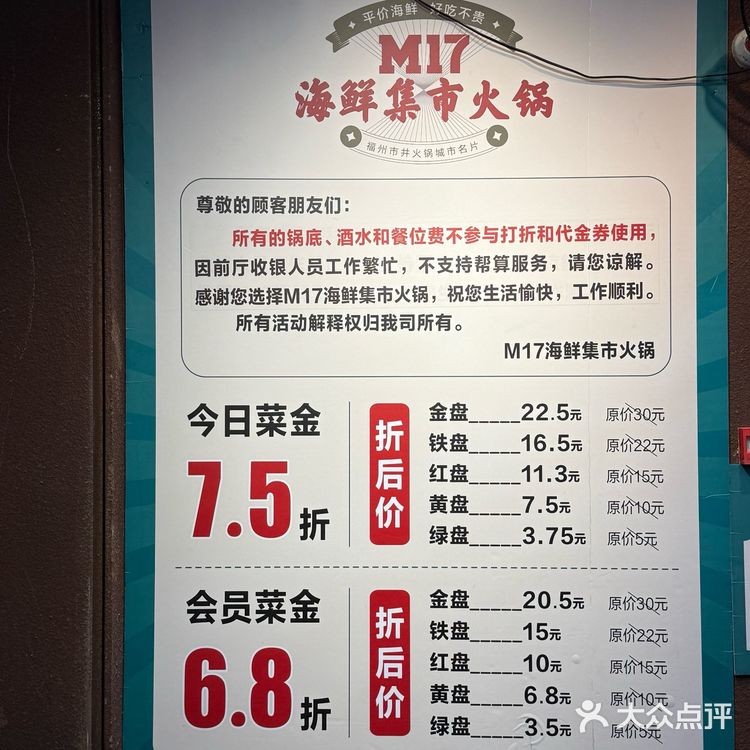 平价海鲜 好吃不贵
M17
海鲜集市火锅
福州市井火锅城市名片
尊敬的顾客朋友们：
所有的锅底、酒水和餐位费不参与打折和代金券使用，
因前厅收银人员工作繁忙，不支持帮算服务，请您谅解。
感谢您选择M17海鲜集市火锅，祝您生活愉快，工作顺利。
所有活动解释权归我司所有。
M17海鲜集市火锅
今日菜金
7.5折
折后价
金盘_____22.5元 原价30元
铁盘_____16.5元 原价22元
红盘_____11.3元 原价15元
黄盘_____7.5元 原价10元
绿盘_____3.75元 原价5元
会员菜金
6.8折
折后价
金盘_____20.5元 原价30元
铁盘_____15元 原价22元
红盘_____10元 原价15元
黄盘_____6.8元 原价10元
绿盘_____3.5元 原价5元
大众点评